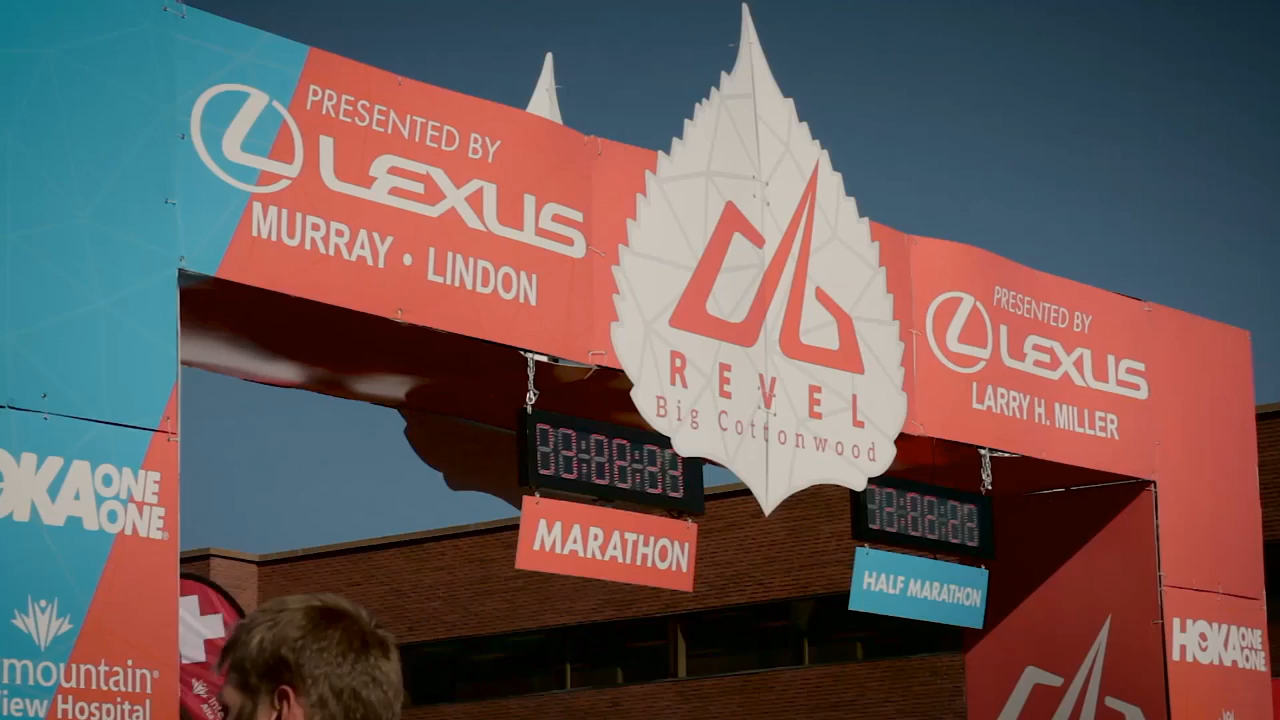 PRESENTED BY
LEXUS
MURRAY • LINDON
REVEL
Big Cottonwood
PRESENTED BY
LEXUS
LARRY H. MILLER
MARATHON
HALF MARATHON
HOKA ONE ONE
mountain
View Hospital
HOKA ONE ONE